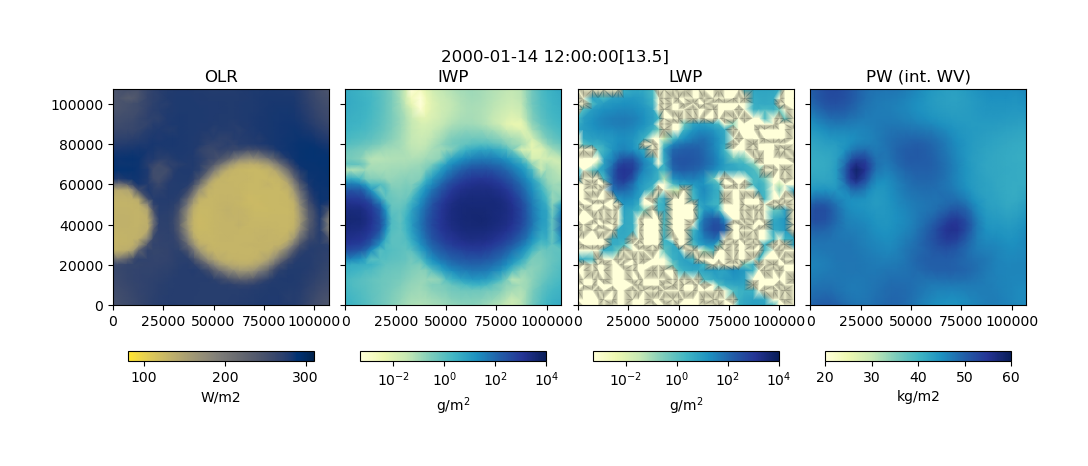 2000-01-14 12:00:00[13.5]
OLR IWP LWP PW (int. WV)
100000
80000
60000
40000
20000
0
0 25000 50000 75000 100000 0 25000 50000 75000 100000 0 25000 50000 75000 100000 0 25000 50000 75000 100000
100 200 300 10⁻² 10⁰ 10² 10⁴ 10⁻² 10⁰ 10² 10⁴ 20 30 40 50 60
W/m2 g/m² g/m² kg/m2